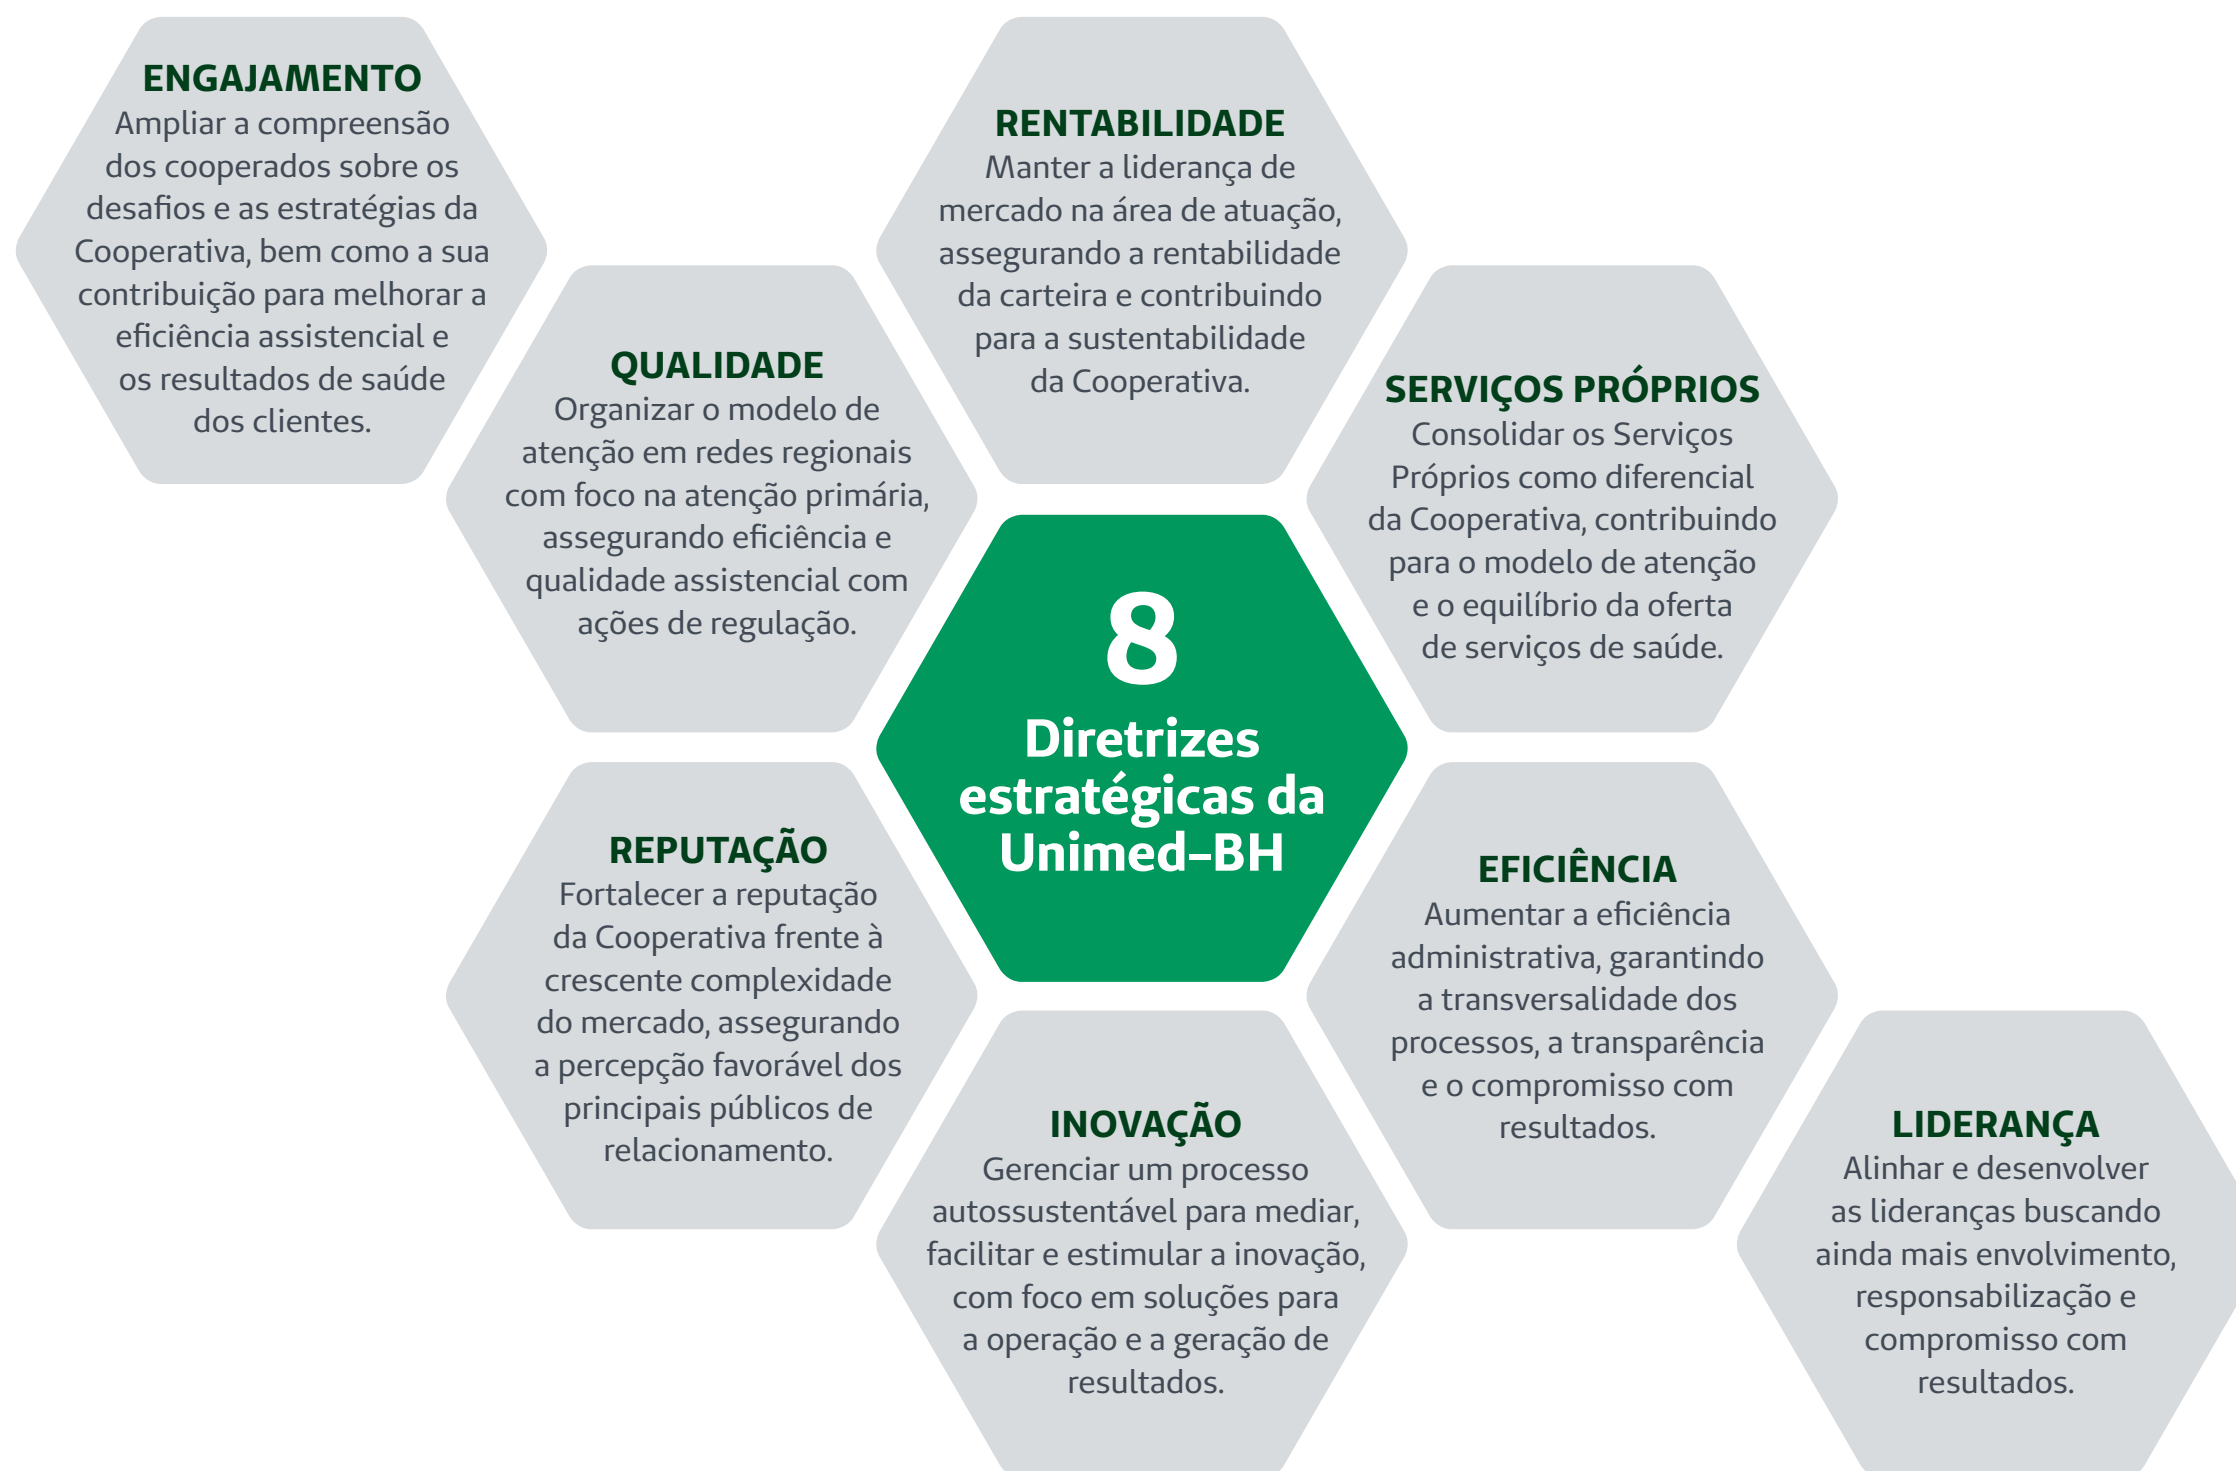 ENGAJAMENTO
Ampliar a compreensão
dos cooperados sobre os
desafios e as estratégias da
Cooperativa, bem como a sua
contribuição para melhorar a
eficiência assistencial e
os resultados de saúde
dos clientes.
QUALIDADE
Organizar o modelo de
atenção em redes regionais
com foco na atenção primária,
assegurando eficiência e
qualidade assistencial com
ações de regulação.
RENTABILIDADE
Manter a liderança de
mercado na área de atuação,
assegurando a rentabilidade
da carteira e contribuindo
para a sustentabilidade
da Cooperativa.
SERVIÇOS PRÓPRIOS
Consolidar os Serviços
Próprios como diferencial
da Cooperativa, contribuindo
para o modelo de atenção
e o equilíbrio da oferta
de serviços de saúde.
8
Diretrizes
estratégicas da
Unimed-BH
REPUTAÇÃO
Fortalecer a reputação
da Cooperativa frente à
crescente complexidade
do mercado, assegurando
a percepção favorável dos
principais públicos de
relacionamento.
INOVAÇÃO
Gerenciar um processo
autossustentável para mediar,
facilitar e estimular a inovação,
com foco em soluções para
a operação e a geração de
resultados.
EFICIÊNCIA
Aumentar a eficiência
administrativa, garantindo
a transversalidade dos
processos, a transparência
e o compromisso com
resultados.
LIDERANÇA
Alinhar e desenvolver
as lideranças buscando
ainda mais envolvimento,
responsabilização e
compromisso com
resultados.